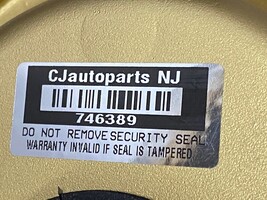 CJautoparts NJ
746389
DO NOT REMOVE SECURITY SEAL
WARRANTY INVALID IF SEAL IS TAMPERED